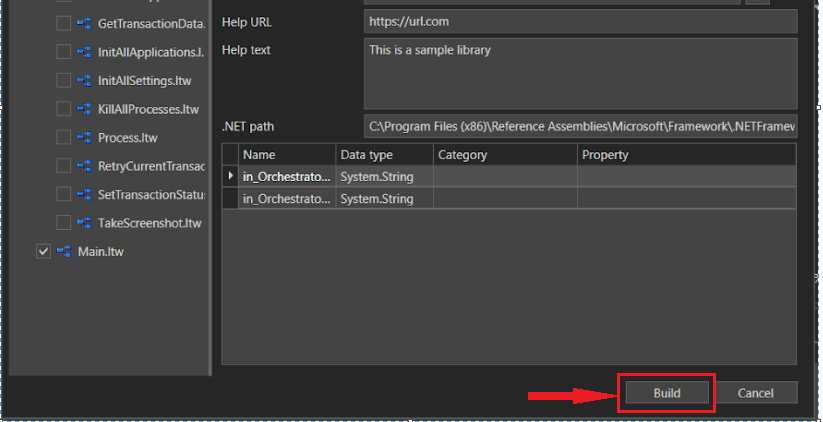 GetTransactionData.
InitAllApplications.l.
InitAllSettings.ltw
KillAllProcesses.ltw
Process.ltw
RetryCurrentTransac
SetTransactionStatu
TakeScreenshot.ltw
Main.ltw
Help URL
https://url.com
Help text
This is a sample library
.NET path
C:\Program Files (x86)\Reference Assemblies\Microsoft\Framework\.NETFramew
Name Data type Category Property
in_Orchestrato... System.String
in_Orchestrato... System.String
Build Cancel